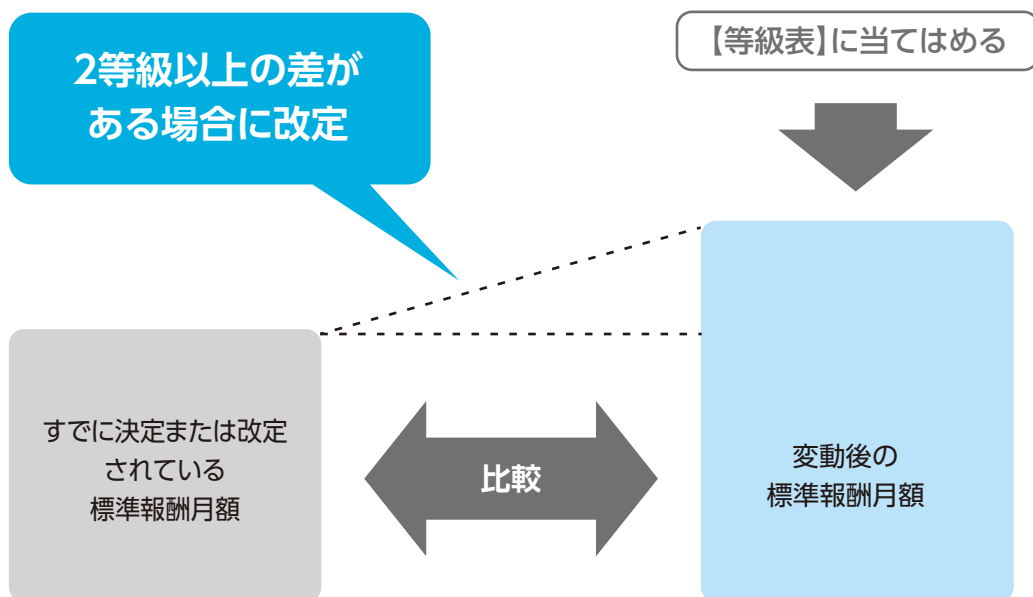 2等級以上の差が
ある場合に改定
【等級表】に当てはめる
すでに決定または改定
されている
標準報酬月額
比較
変動後の
標準報酬月額